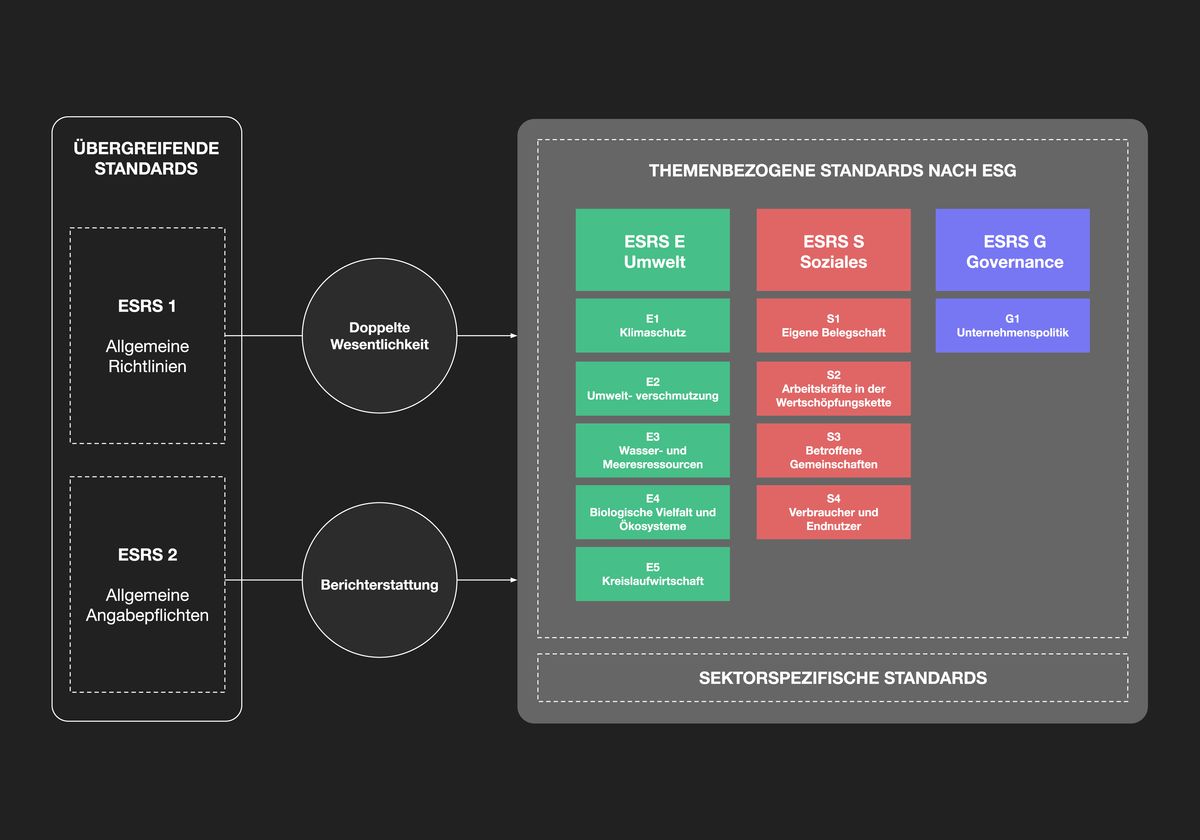 ÜBERGREIFENDE
STANDARDS
ESRS 1
Allgemeine
Richtlinien
ESRS 2
Allgemeine
Angabepflichten
Doppelte
Wesentlichkeit
Berichterstattung
THEMENBEZOGENE STANDARDS NACH ESG
ESRS E
Umwelt
E1
Klimaschutz
E2
Umwelt- verschmutzung
E3
Wasser- und
Meeresressourcen
E4
Biologische Vielfalt und
Ökosysteme
E5
Kreislaufwirtschaft
ESRS S
Soziales
S1
Eigene Belegschaft
S2
Arbeitskräfte in der
Wertschöpfungskette
S3
Betroffene
Gemeinschaften
S4
Verbraucher und
Endnutzer
ESRS G
Governance
G1
Unternehmenspolitik
SEKTORSPEZIFISCHE STANDARDS